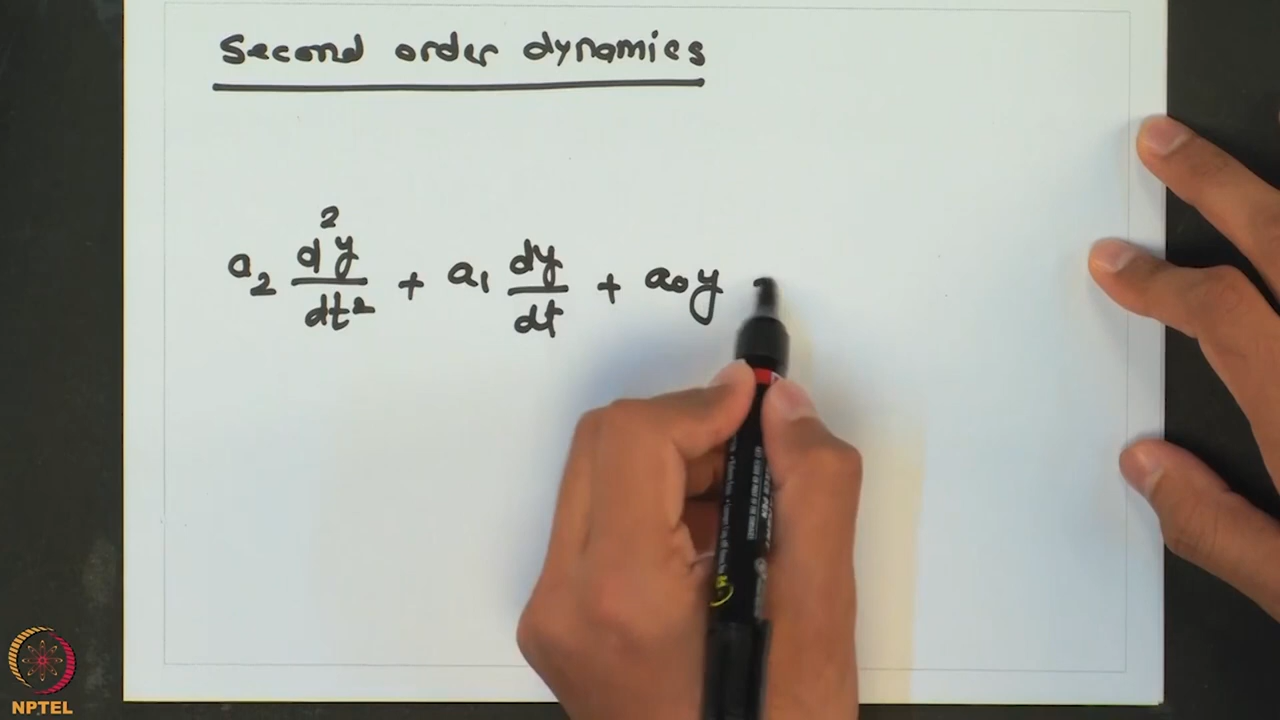 Second order dynamics
a₂ d²y/dt² + a₁ dy/dt + a₀y
NPTEL